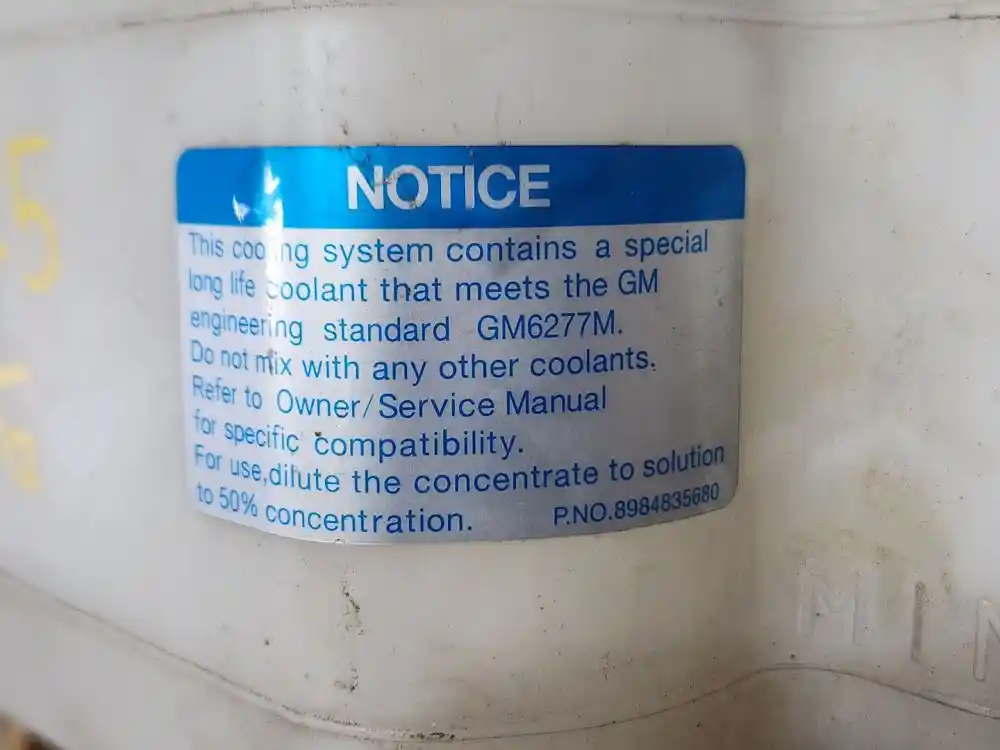 NOTICE
This cooling system contains a special
long life coolant that meets the GM
engineering standard GM6277M.
Do not mix with any other coolants.
Refer to Owner/Service Manual
for specific compatibility.
For use,dilute the concentrate to solution
to 50% concentration. P.NO.8984835680
5
MIN